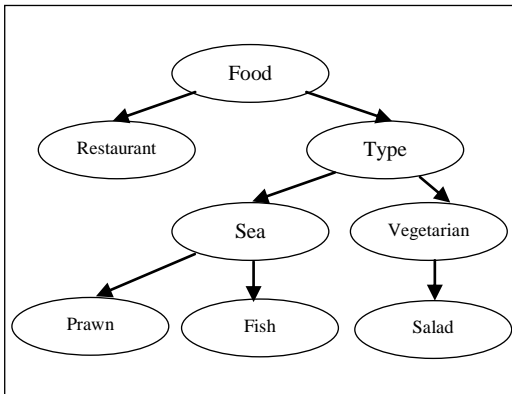 Food
Restaurant
Type
Sea
Vegetarian
Prawn
Fish
Salad